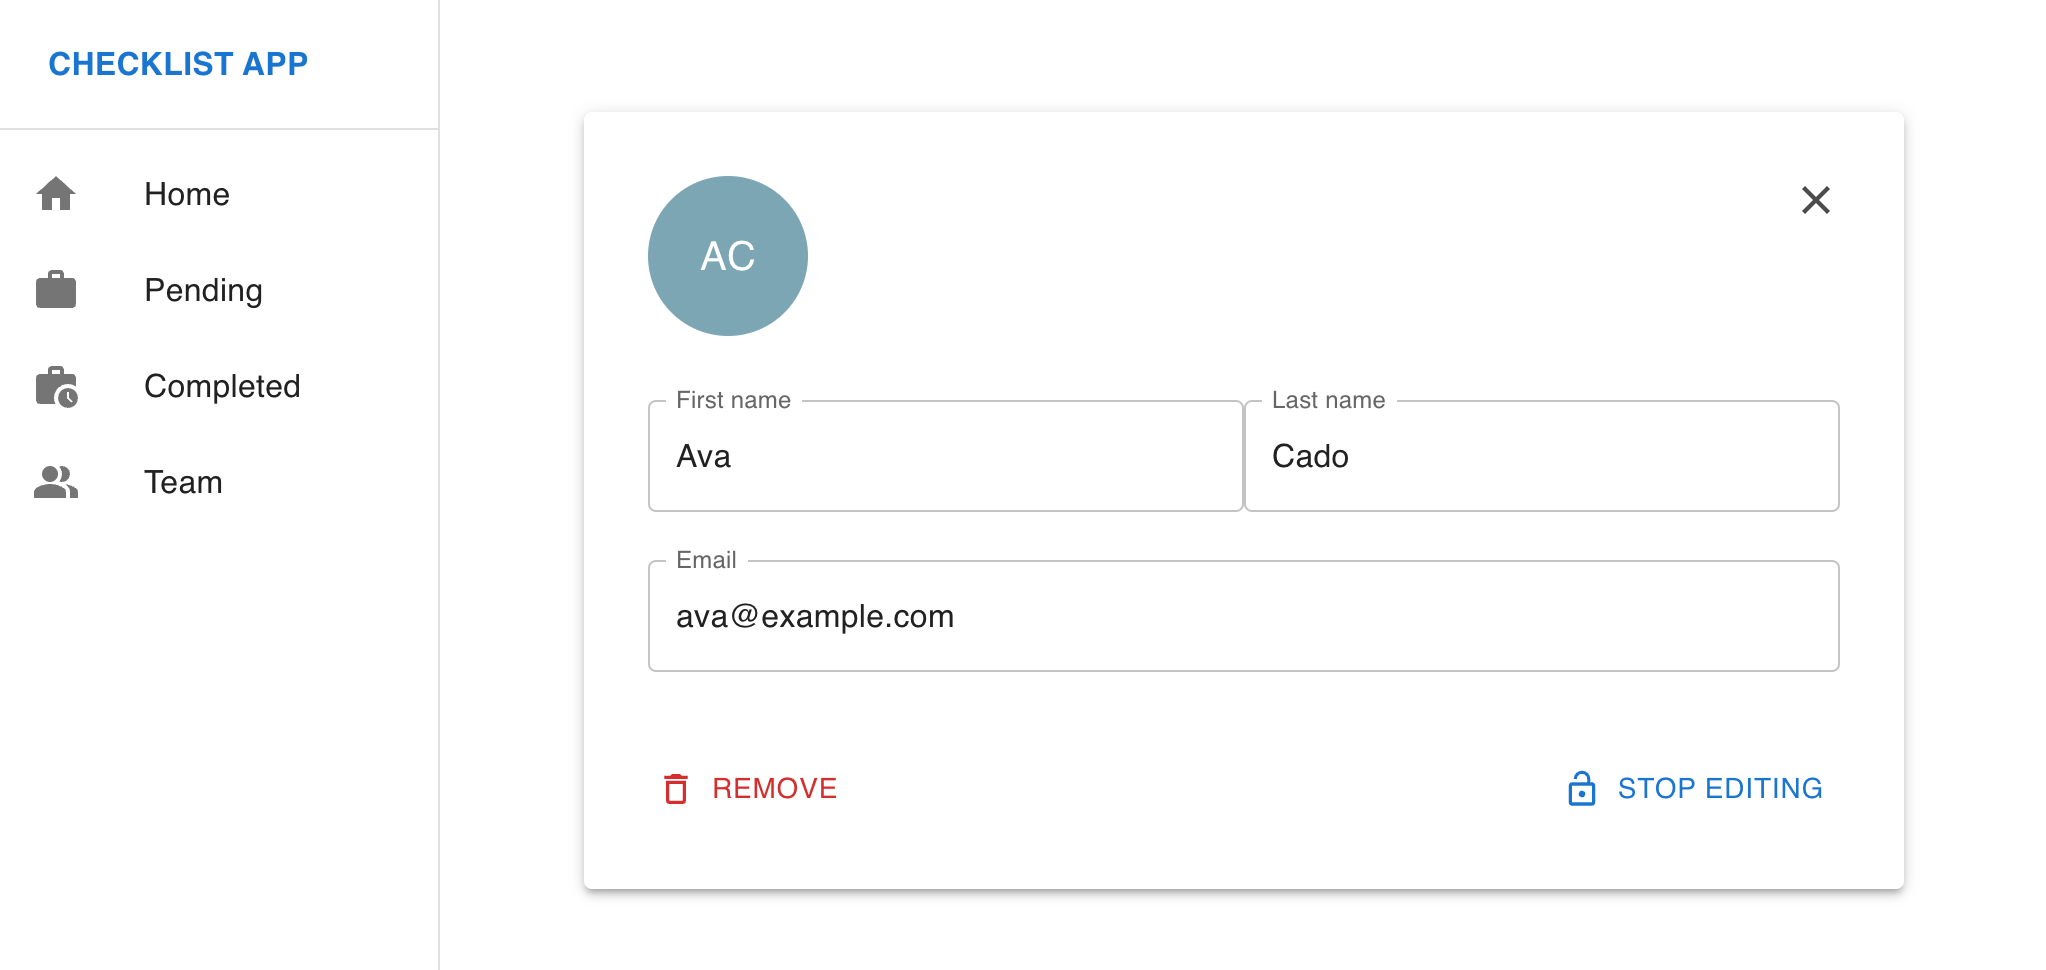 CHECKLIST APP
Home
Pending
Completed
Team
AC
First name
Ava
Last name
Cado
Email
ava@example.com
REMOVE
STOP EDITING